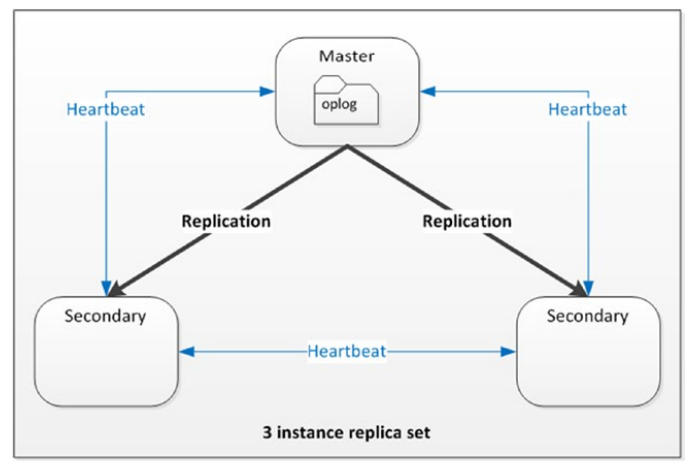 Master
oplog
Heartbeat
Heartbeat
Replication
Replication
Secondary
Secondary
Heartbeat
3 instance replica set